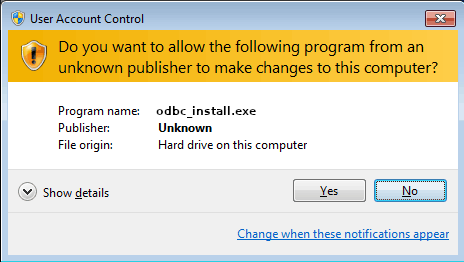 User Account Control
Do you want to allow the following program from an
unknown publisher to make changes to this computer?
Program name: odbc_install.exe
Publisher: Unknown
File origin: Hard drive on this computer
Show details
Yes No
Change when these notifications appear